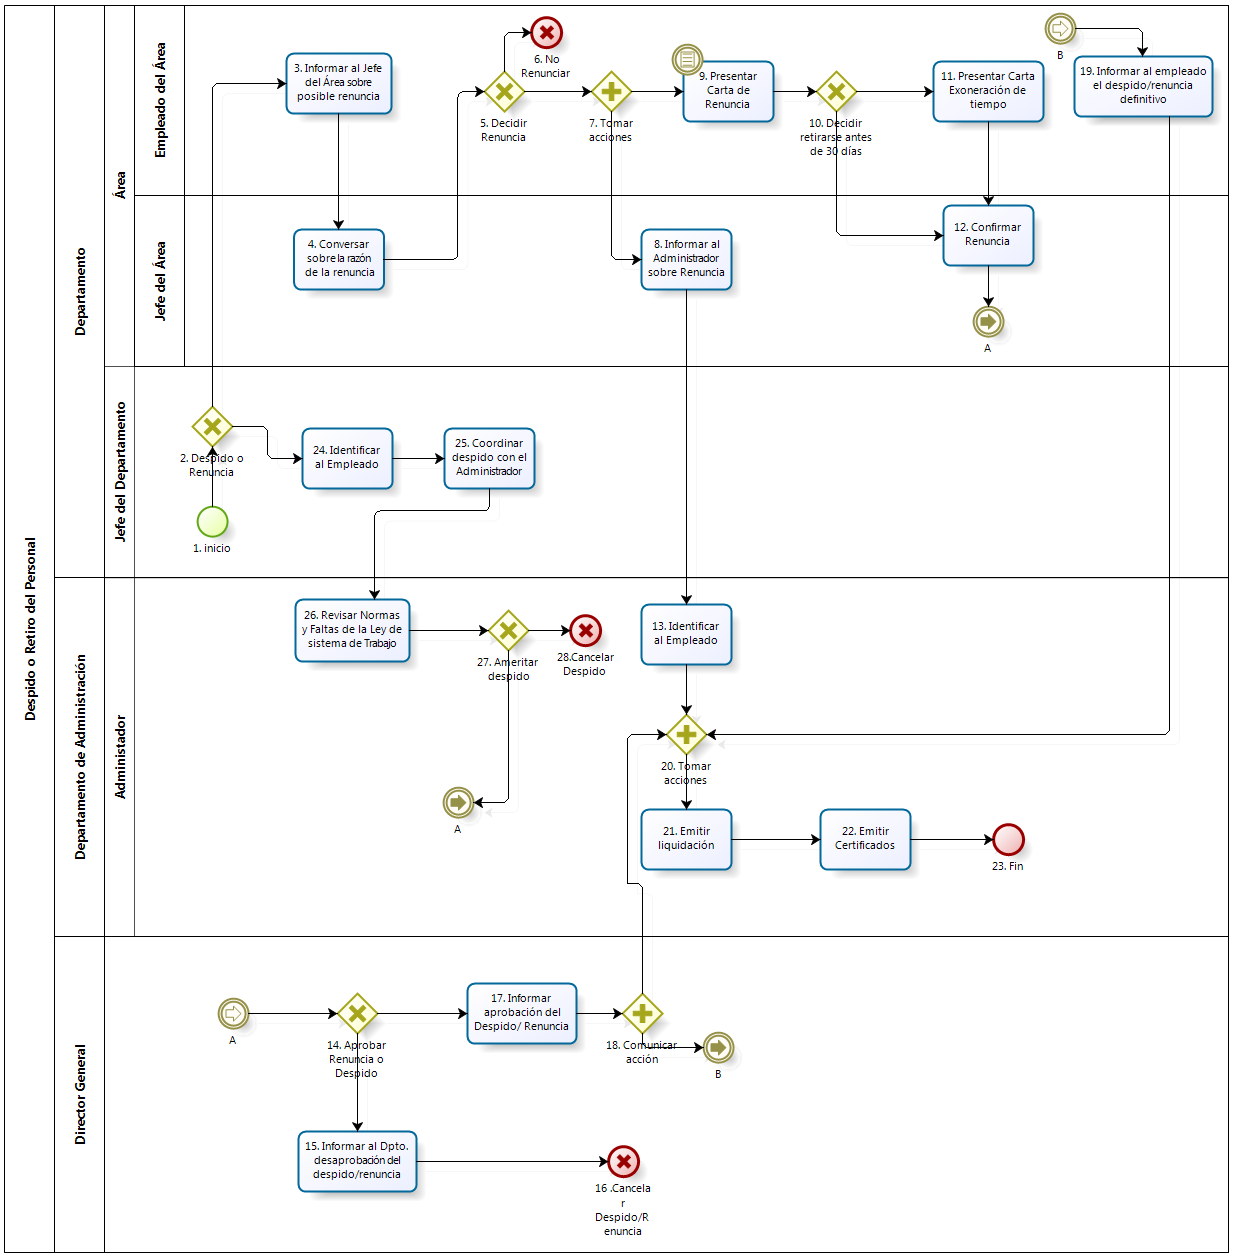 Despido o Retiro del Personal
Departamento
Área
Empleado del Área
3. Informar al Jefe
del Área sobre
posible renuncia
5. Decidir
Renuncia
6. No
Renunciar
7. Tomar
acciones
9. Presentar
Carta de
Renuncia
10. Decidir
retirarse antes
de 30 días
11. Presentar Carta
Exoneración de
tiempo
B
19. Informar al empleado
el despido/renuncia
definitivo
Jefe del Área
4. Conversar
sobre la razón
de la renuncia
8. Informar al
Administrador
sobre Renuncia
12. Confirmar
Renuncia
A
Jefe del Departamento
2. Despido o
Renuncia
1. inicio
24. Identificar
al Empleado
25. Coordinar
despido con el
Administrador
Departamento de Administración
Administador
26. Revisar Normas
y Faltas de la Ley de
sistema de Trabajo
27. Ameritar
despido
28.Cancelar
Despido
A
13. Identificar
al Empleado
20. Tomar
acciones
21. Emitir
liquidación
22. Emitir
Certificados
23. Fin
Director General
A
14. Aprobar
Renuncia o
Despido
17. Informar
aprobación del
Despido/ Renuncia
18. Comunicar
acción
B
15. Informar al Dpto.
desaprobación del
despido/renuncia
16 .Cancela
r
Despido/R
enuncia